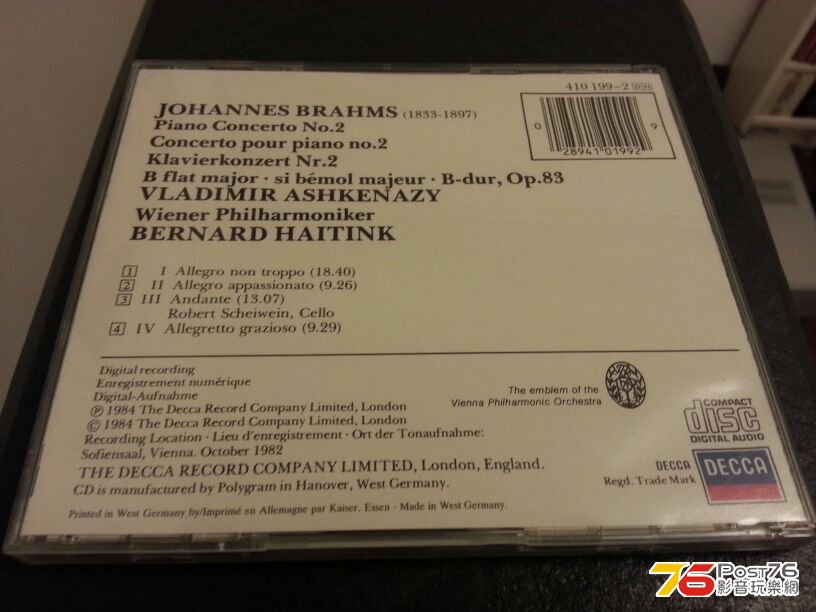 410 199-2 DDD
0 28941 01992 9
JOHANNES BRAHMS (1833-1897)
Piano Concerto No.2
Concerto pour piano no.2
Klavierkonzert Nr.2
B flat major · si bémol majeur · B-dur, Op.83
VLADIMIR ASHKENAZY
Wiener Philharmoniker
BERNARD HAITINK
1 I Allegro non troppo (18.40)
2 II Allegro appassionato (9.26)
3 III Andante (13.07)
Robert Scheiwein, Cello
4 IV Allegretto grazioso (9.29)
Digital recording
Enregistrement numérique
Digital-Aufnahme
℗ 1984 The Decca Record Company Limited, London
© 1984 The Decca Record Company Limited, London
Recording Location · Lieu d'enregistrement · Ort der Tonaufnahme:
Sofiensaal, Vienna. October 1982
The emblem of the
Vienna Philharmonic Orchestra
COMPACT
disc
DIGITAL AUDIO
THE DECCA RECORD COMPANY LIMITED, London, England.
CD is manufactured by Polygram in Hanover, West Germany.
DECCA
Regd. Trade Mark
DECCA
Printed in West Germany by/Imprimé en Allemagne par Kaiser, Essen · Made in West Germany.
76 Post76
影音玩樂網